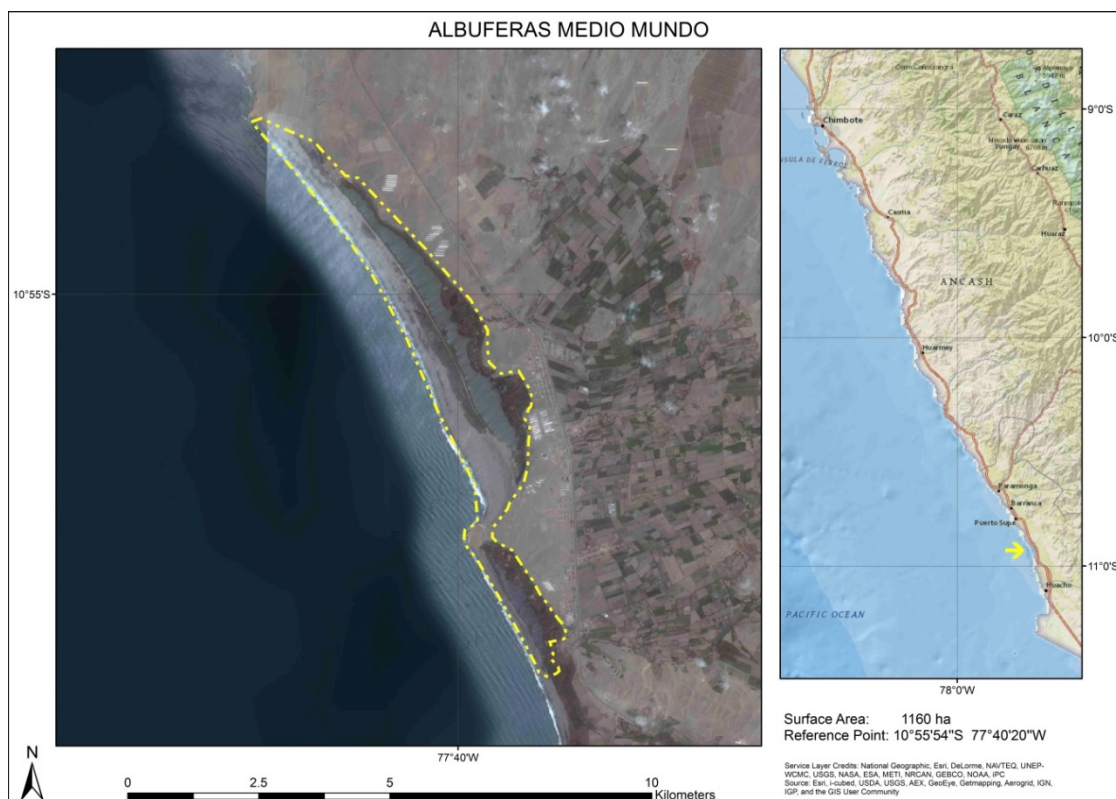 ALBUFERAS MEDIO MUNDO
10°55'S
77°40'W
N
0 2.5 5 10
Kilometers
Chimbote
Caraz
Carhuaz
Huaraz
Casma
ANCASH
Huarmey
Paramonga
Barranca
Puerto Supe
Huacho
PACIFIC OCEAN
9°0'S
10°0'S
11°0'S
78°0'W
Surface Area: 1160 ha
Reference Point: 10°55'54"S 77°40'20"W
Service Layer Credits: National Geographic, Esri, DeLorme, NAVTEQ, UNEP-
WCMC, USGS, NASA, ESA, METI, NRCAN, GEBCO, NOAA, iPC
Source: Esri, i-cubed, USDA, USGS, AEX, GeoEye, Getmapping, Aerogrid, IGN,
IGP, and the GIS User Community